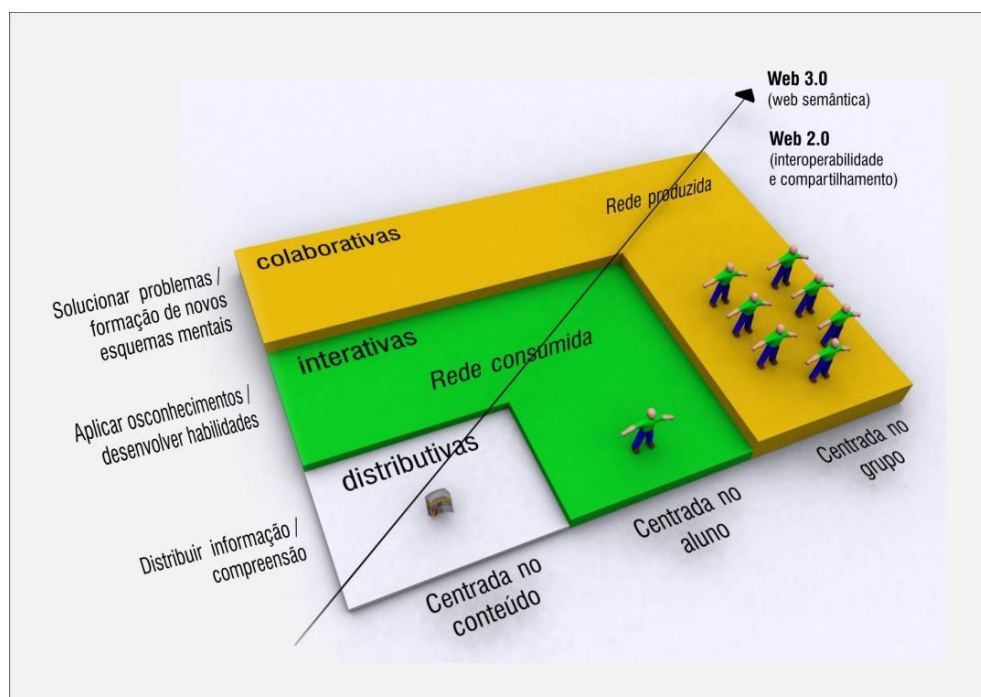 Web 3.0
(web semântica)
Web 2.0
(interoperabilidade
e compartilhamento)
Rede produzida
colaborativas
Solucionar problemas /
formação de novos
esquemas mentais
interativas
Rede consumida
Aplicar osconhecimentos /
desenvolver habilidades
distributivas
Distribuir informação /
compreensão
Centrada no
conteúdo
Centrada no
aluno
Centrada no
grupo